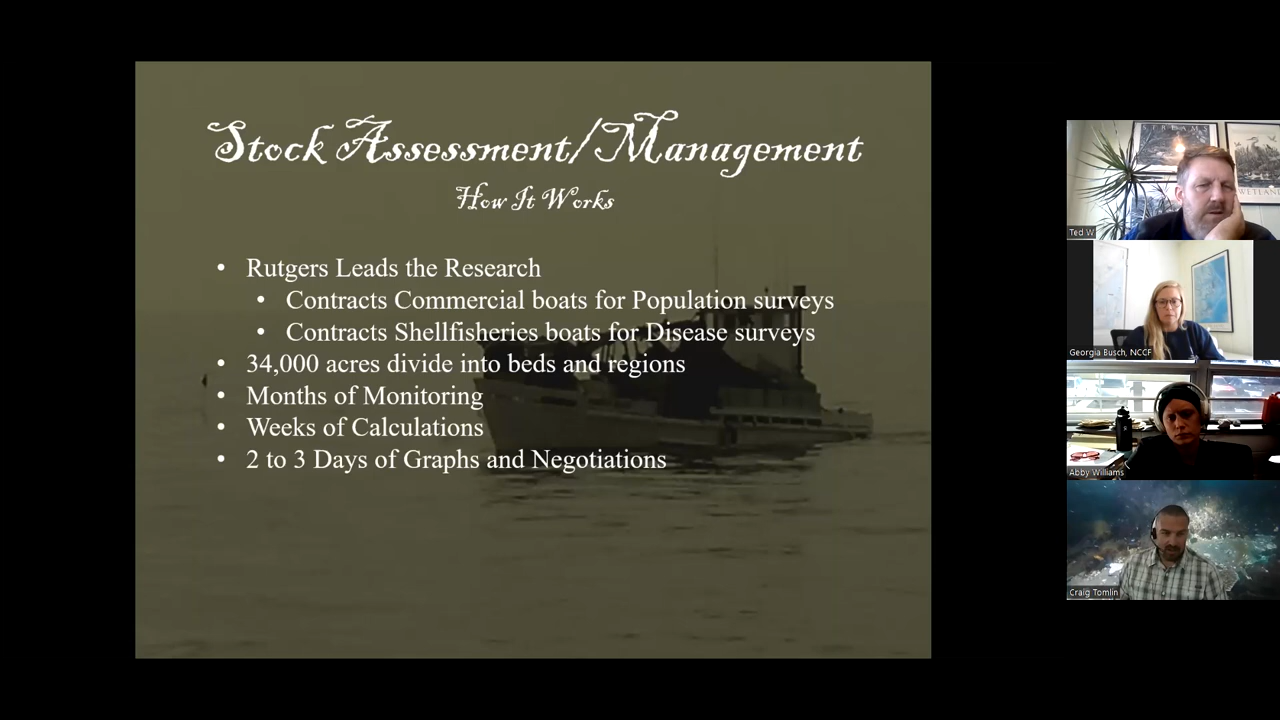 Stock Assessment/Management
How It Works
• Rutgers Leads the Research
• Contracts Commercial boats for Population surveys
• Contracts Shellfisheries boats for Disease surveys
• 34,000 acres divide into beds and regions
• Months of Monitoring
• Weeks of Calculations
• 2 to 3 Days of Graphs and Negotiations
WETLAND
Ted W
Georgia Busch, NCCF
Abby Williams
Craig Tomlin